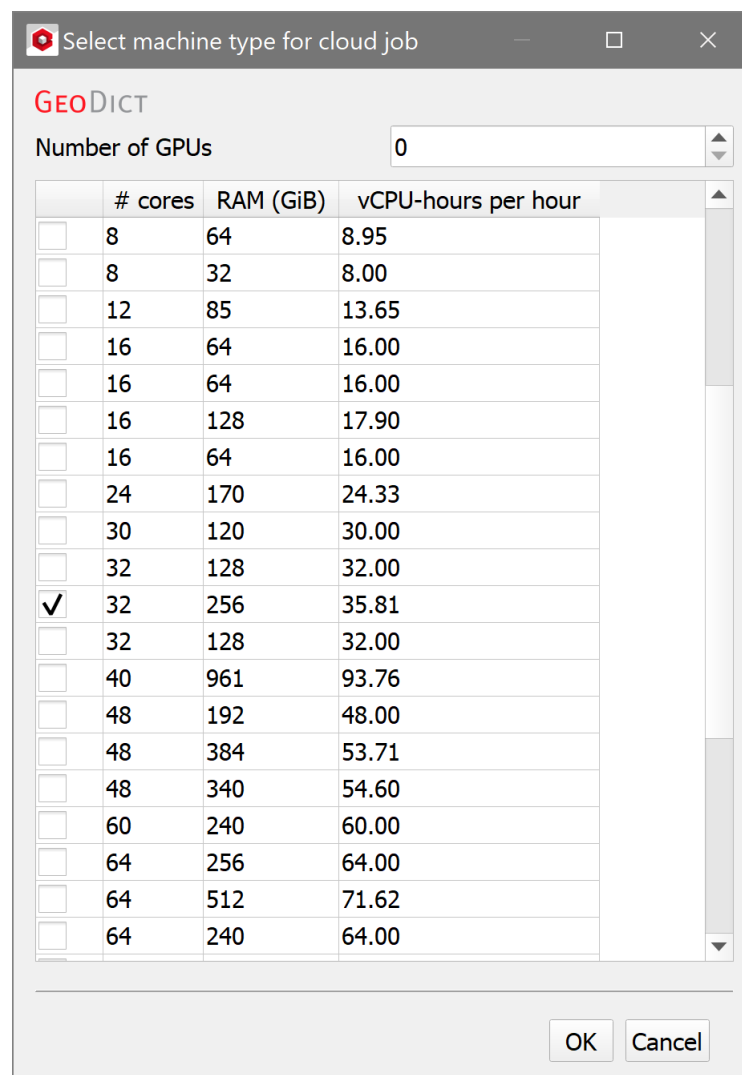 Select machine type for cloud job
GEODICT
Number of GPUs 0
# cores RAM (GiB) vCPU-hours per hour
8 64 8.95
8 32 8.00
12 85 13.65
16 64 16.00
16 64 16.00
16 128 17.90
16 64 16.00
24 170 24.33
30 120 30.00
32 128 32.00
32 256 35.81
32 128 32.00
40 961 93.76
48 192 48.00
48 384 53.71
48 340 54.60
60 240 60.00
64 256 64.00
64 512 71.62
64 240 64.00
OK Cancel